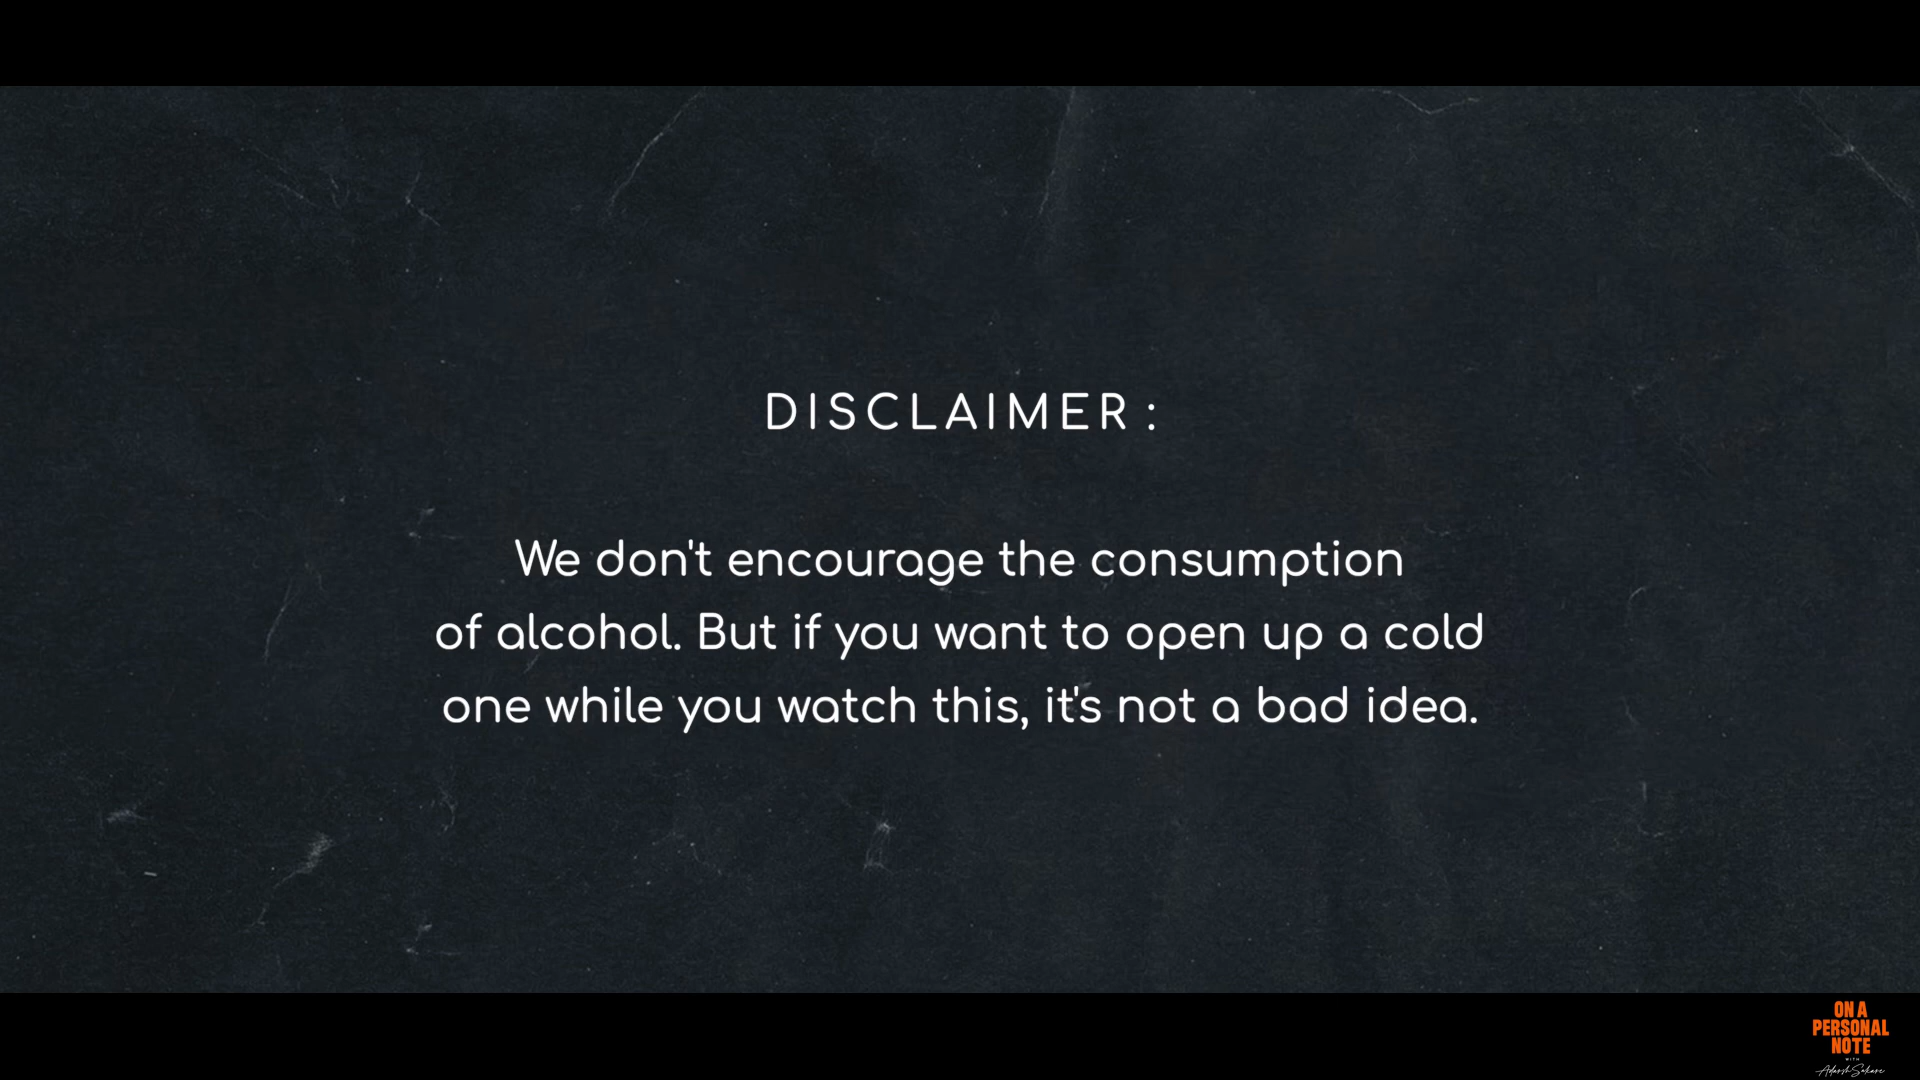 DISCLAIMER :
We don't encourage the consumption
of alcohol. But if you want to open up a cold
one while you watch this, it's not a bad idea.
ON A
PERSONAL
NOTE
WITH